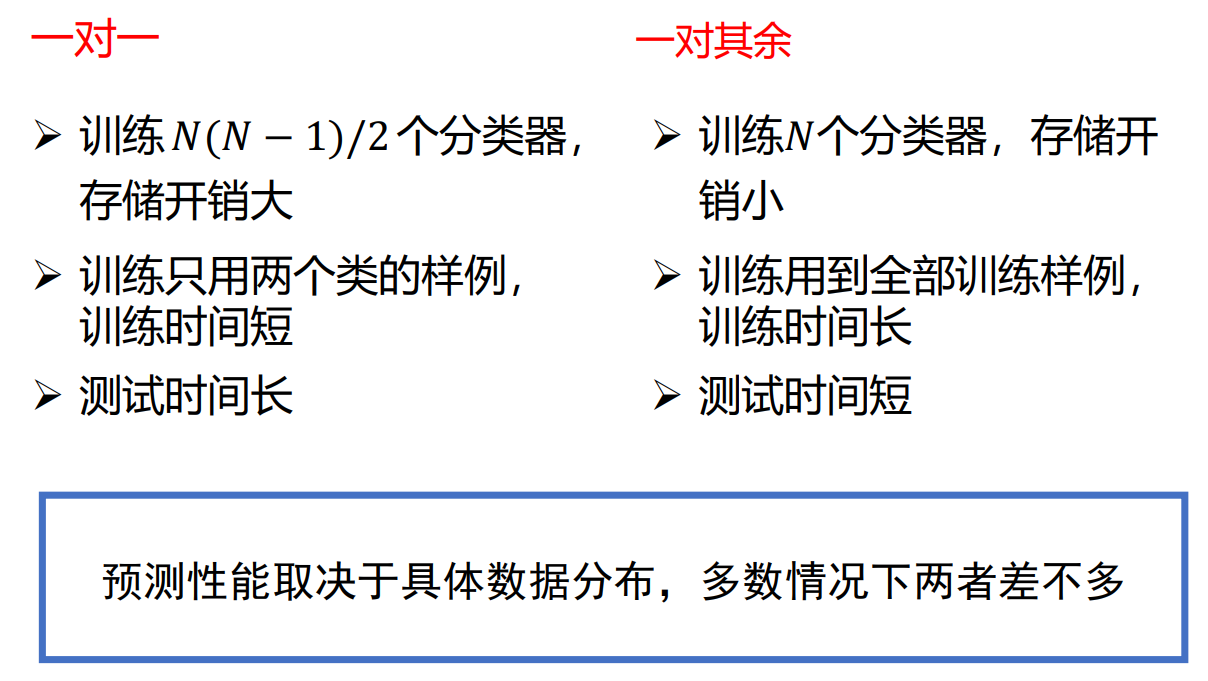 一对一
➢ 训练 N(N − 1)/2 个分类器，
存储开销大
➢ 训练只用两个类的样例，
训练时间短
➢ 测试时间长
一对其余
➢ 训练N个分类器，存储开
销小
➢ 训练用到全部训练样例，
训练时间长
➢ 测试时间短
预测性能取决于具体数据分布，多数情况下两者差不多